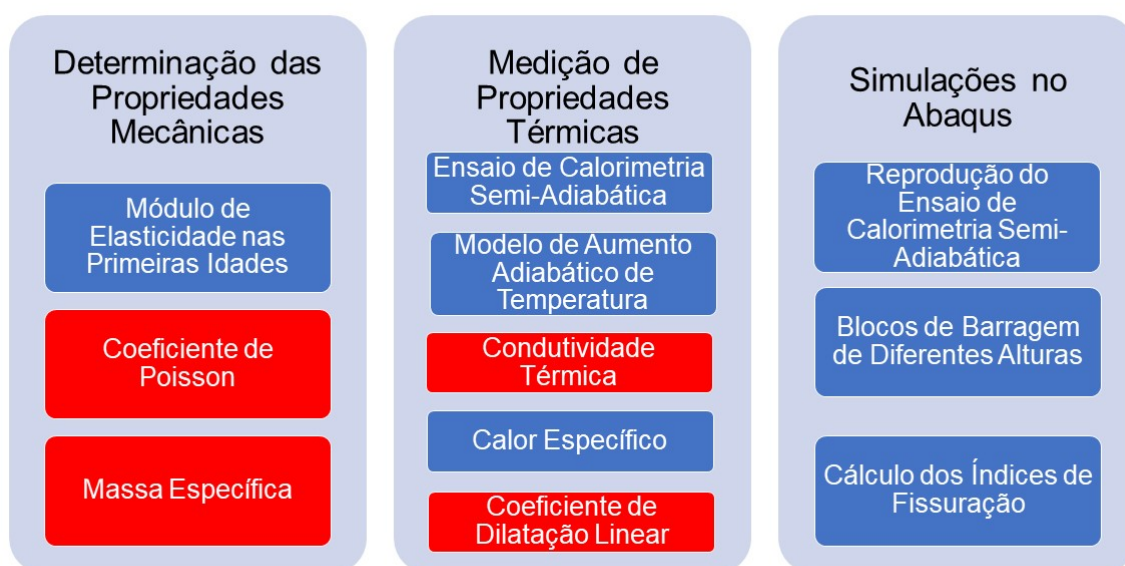 Determinação das
Propriedades
Mecânicas
Módulo de
Elasticidade nas
Primeiras Idades
Coeficiente de
Poisson
Massa Específica
Medição de
Propriedades
Térmicas
Ensaio de Calorimetria
Semi-Adiabática
Modelo de Aumento
Adiabático de
Temperatura
Condutividade
Térmica
Calor Específico
Coeficiente de
Dilatação Linear
Simulações no
Abaqus
Reprodução do
Ensaio de
Calorimetria Semi-
Adiabática
Blocos de Barragem
de Diferentes Alturas
Cálculo dos Índices de
Fissuração